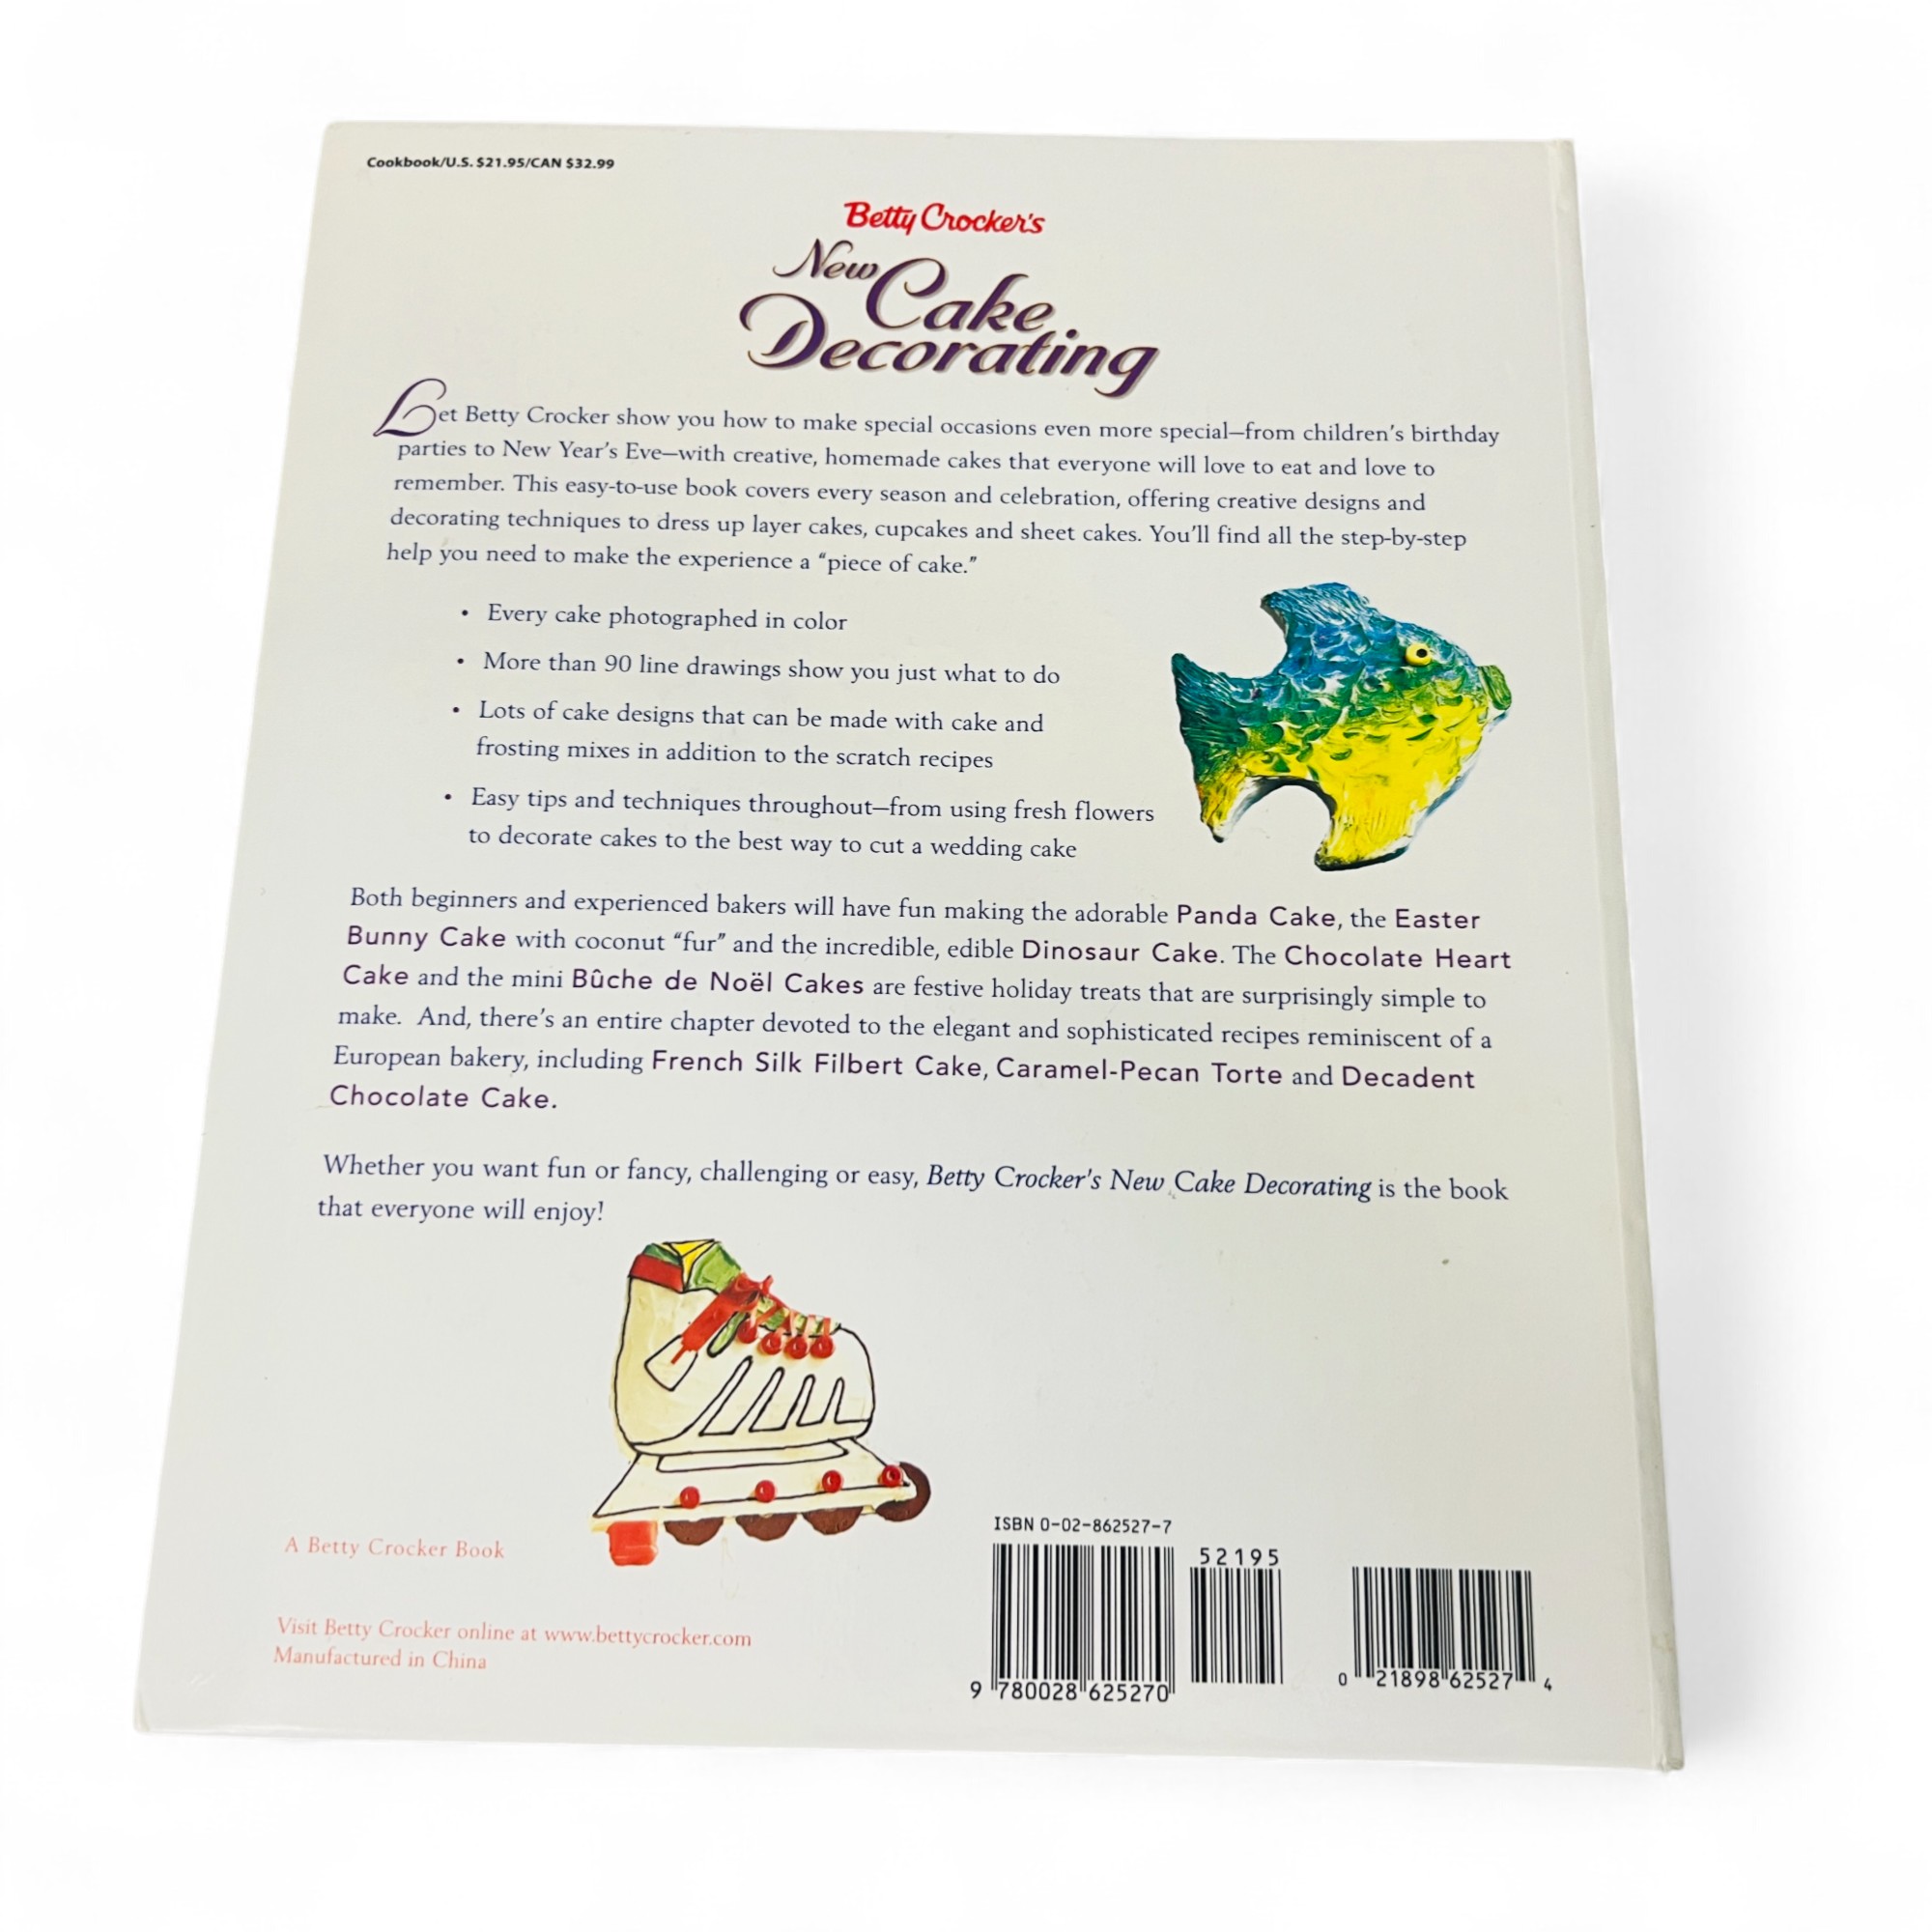 Cookbook/U.S. $21.95/CAN $32.99
Betty Crocker's
New Cake
Decorating
Let Betty Crocker show you how to make special occasions even more special—from children's birthday
parties to New Year's Eve—with creative, homemade cakes that everyone will love to eat and love to
remember. This easy-to-use book covers every season and celebration, offering creative designs and
decorating techniques to dress up layer cakes, cupcakes and sheet cakes. You'll find all the step-by-step
help you need to make the experience a “piece of cake.”
• Every cake photographed in color
• More than 90 line drawings show you just what to do
• Lots of cake designs that can be made with cake and
frosting mixes in addition to the scratch recipes
• Easy tips and techniques throughout—from using fresh flowers
to decorate cakes to the best way to cut a wedding cake
Both beginners and experienced bakers will have fun making the adorable Panda Cake, the Easter
Bunny Cake with coconut “fur” and the incredible, edible Dinosaur Cake. The Chocolate Heart
Cake and the mini Bûche de Noël Cakes are festive holiday treats that are surprisingly simple to
make. And, there's an entire chapter devoted to the elegant and sophisticated recipes reminiscent of a
European bakery, including French Silk Filbert Cake, Caramel-Pecan Torte and Decadent
Chocolate Cake.
Whether you want fun or fancy, challenging or easy, Betty Crocker's New Cake Decorating is the book
that everyone will enjoy!
A Betty Crocker Book
Visit Betty Crocker online at www.bettycrocker.com
Manufactured in China
ISBN 0-02-862527-7
52195
9 780028 625270
0 21898 62527 4